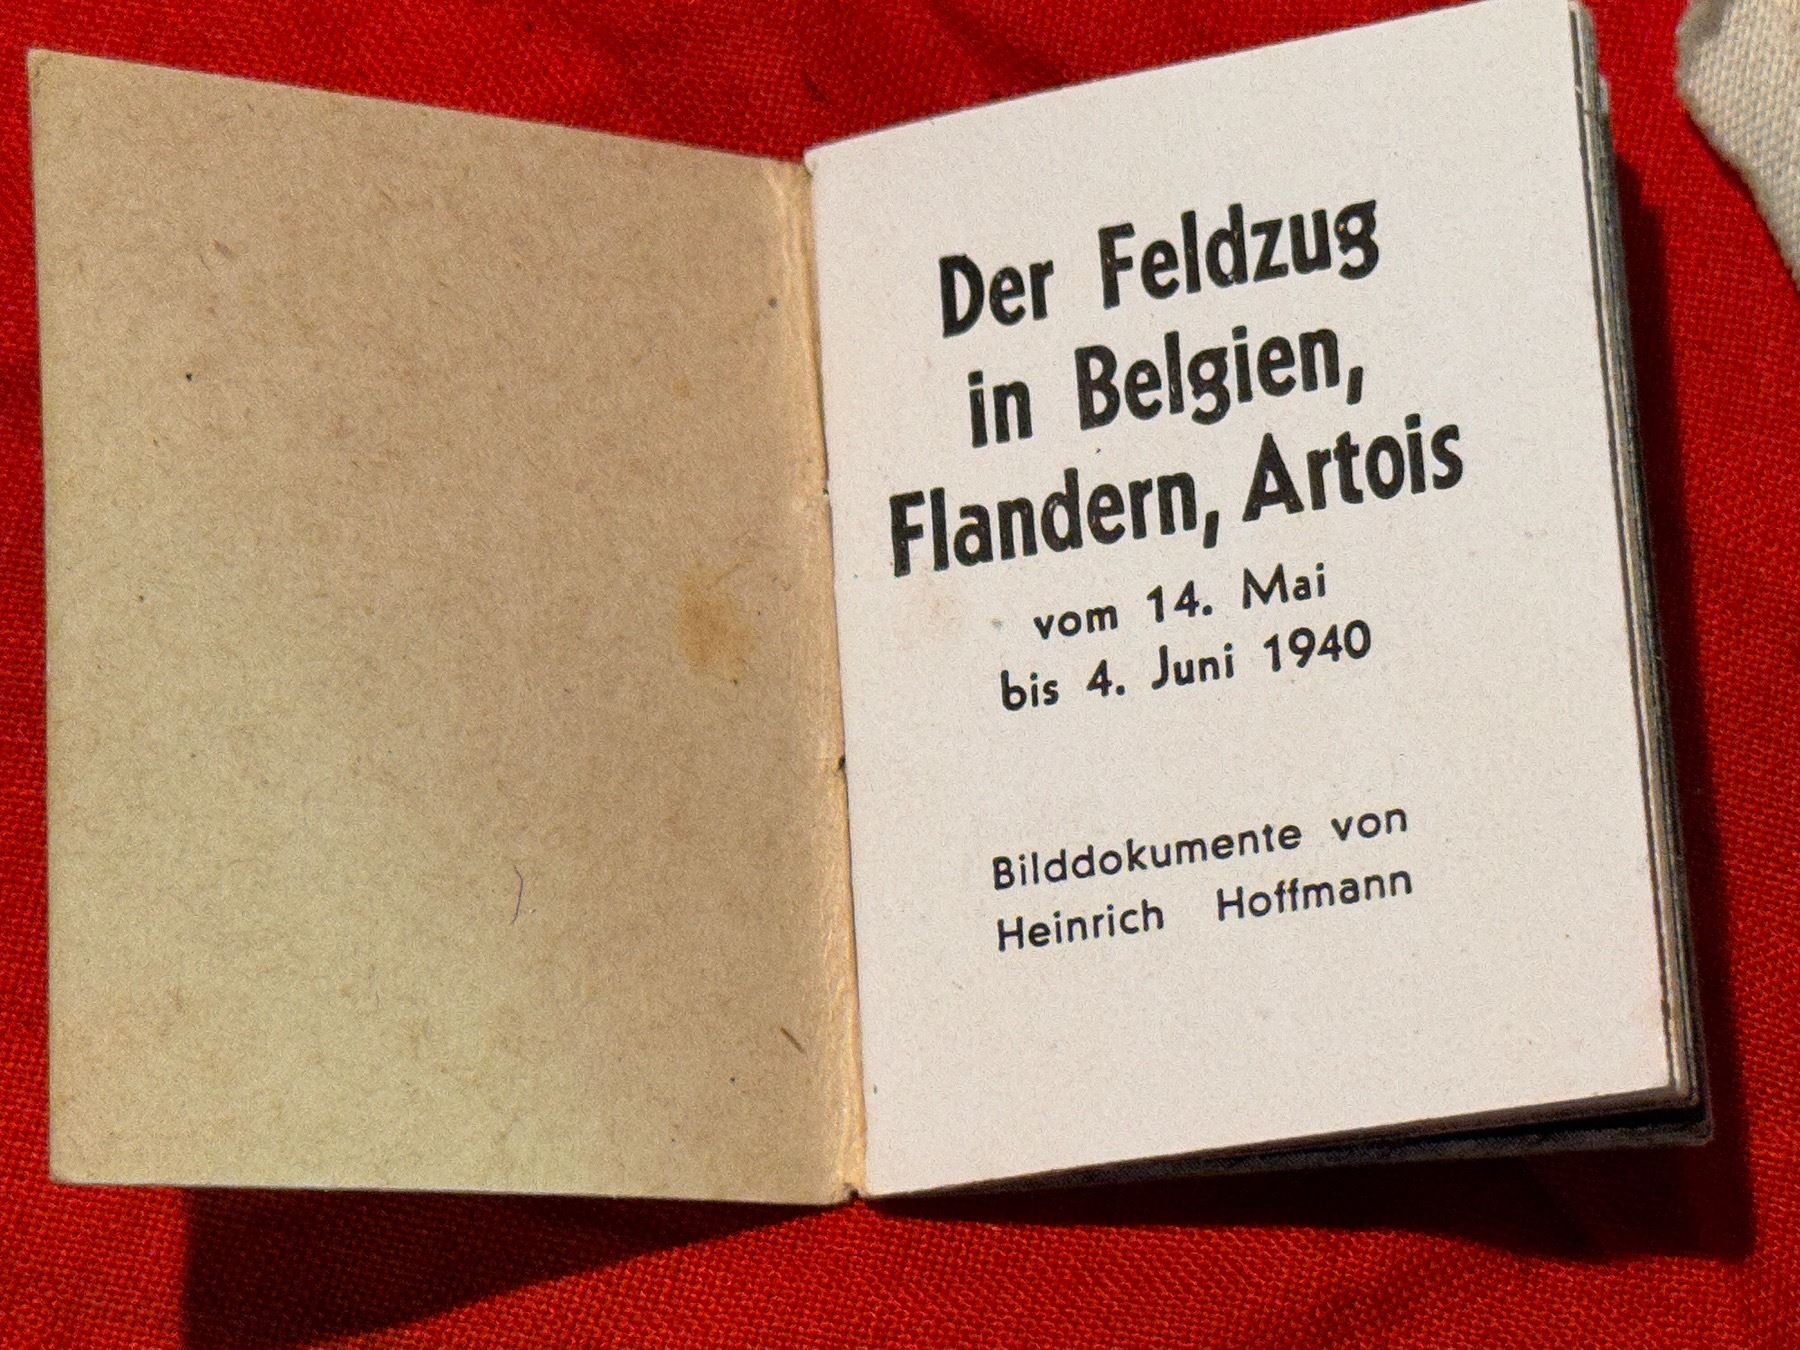 Der Feldzug
in Belgien,
Flandern, Artois
vom 14. Mai
bis 4. Juni 1940
Bilddokumente von
Heinrich Hoffmann